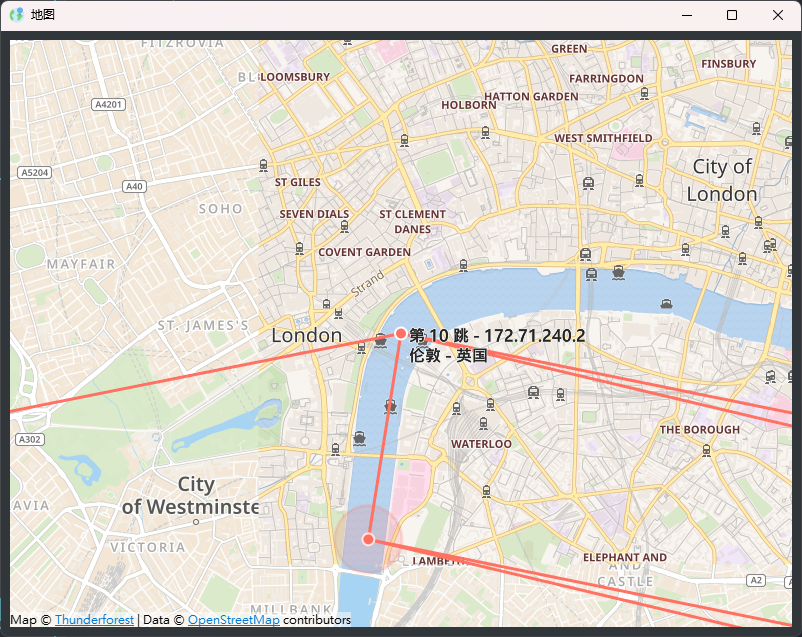 地图
FITZROVIA
GREEN
FINSBURY
BLOOMSBURY
FARRINGDON
HATTON GARDEN
A4201
HOLBORN
WEST SMITHFIELD
City of
London
A5204
A40
ST GILES
SOHO
SEVEN DIALS
ST CLEMENT
DANES
COVENT GARDEN
MAYFAIR
Strand
ST. JAMES'S
London
第 10 跳 - 172.71.240.2
伦敦 - 英国
A302
THE BOROUGH
WATERLOO
City
of Westminste
AVIA
VICTORIA
LAMBETH
ELEPHANT AND
AND
CASTLE
A2
MILLBANK
Map © Thunderforest | Data © OpenStreetMap contributors